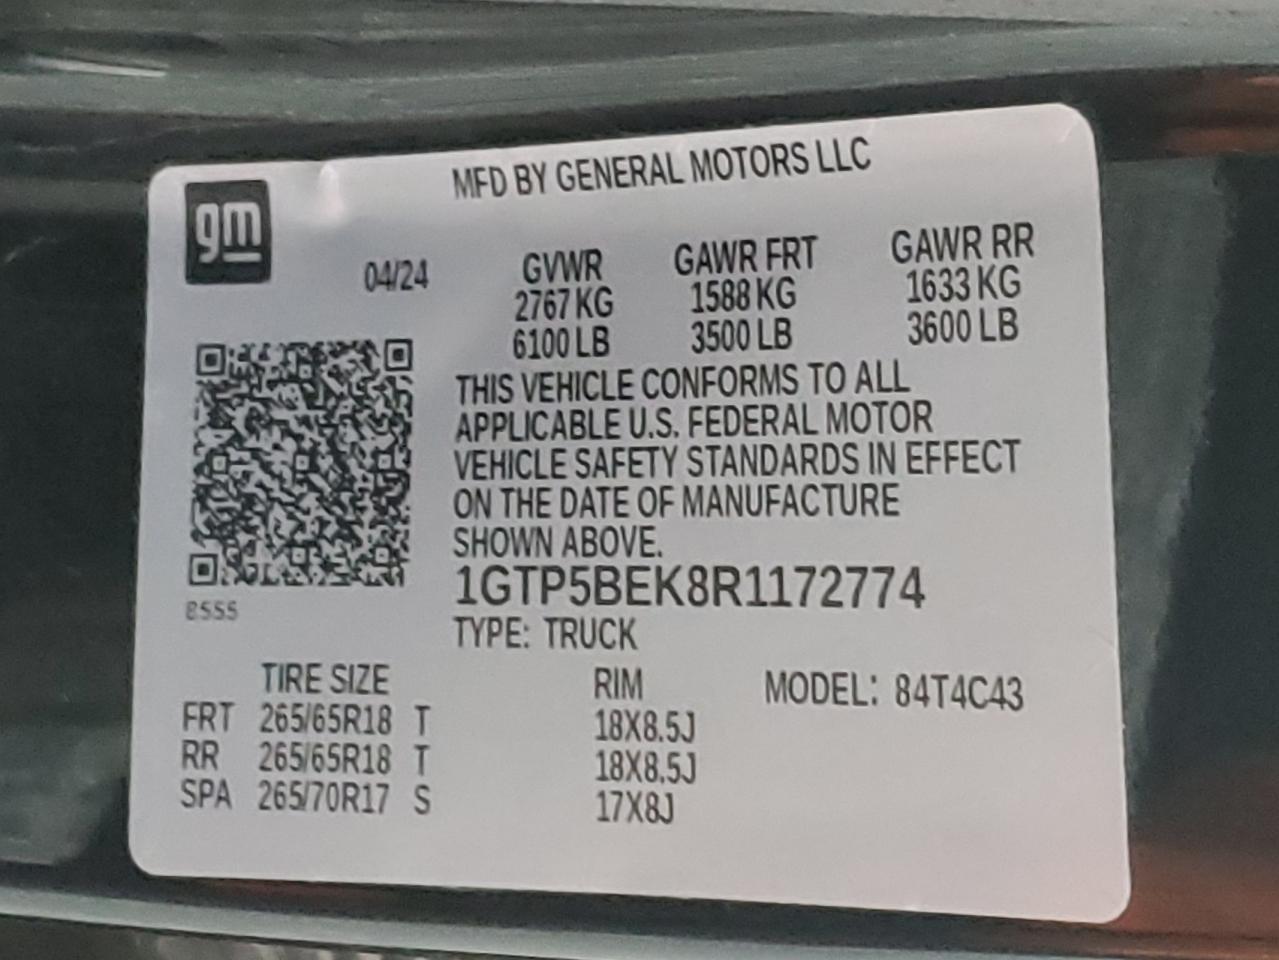 MFD BY GENERAL MOTORS LLC
gm
04/24 GVWR GAWR FRT GAWR RR
2767 KG 1588 KG 1633 KG
6100 LB 3500 LB 3600 LB
THIS VEHICLE CONFORMS TO ALL
APPLICABLE U.S. FEDERAL MOTOR
VEHICLE SAFETY STANDARDS IN EFFECT
ON THE DATE OF MANUFACTURE
SHOWN ABOVE.
1GTP5BEK8R1172774
8555
TYPE: TRUCK
TIRE SIZE RIM MODEL: 84T4C43
FRT 265/65R18 T 18X8.5J
RR 265/65R18 T 18X8.5J
SPA 265/70R17 S 17X8J